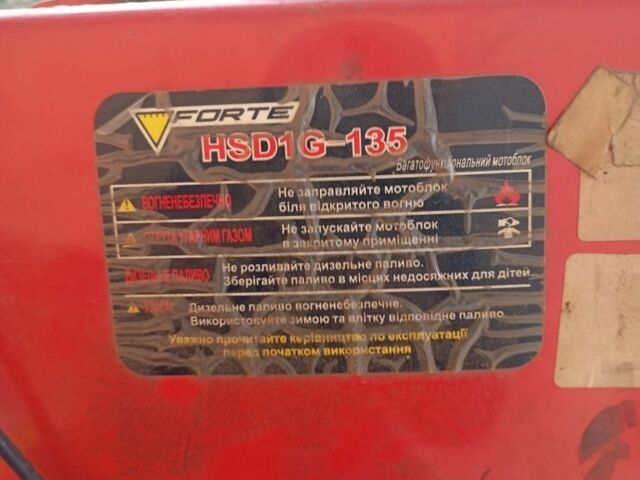 FORTE
HSD1G-135
Багатофункціональний мотоблок
ВОГНЕНЕБЕЗПЕЧНО
Не заправляйте мотоблок
біля відкритого вогню
ЧАДНИМ ГАЗОМ
Не запускайте мотоблок
в закритому приміщенні
ДИЗЕЛЬНЕ ПАЛИВО
Не розливайте дизельне паливо.
Зберігайте паливо в місцях недосяжних для дітей.
Дизельне паливо вогненебезпечне.
Використовуйте зимою та влітку відповідне паливо.
Уважно прочитайте керівництво по експлуатації
перед початком використання